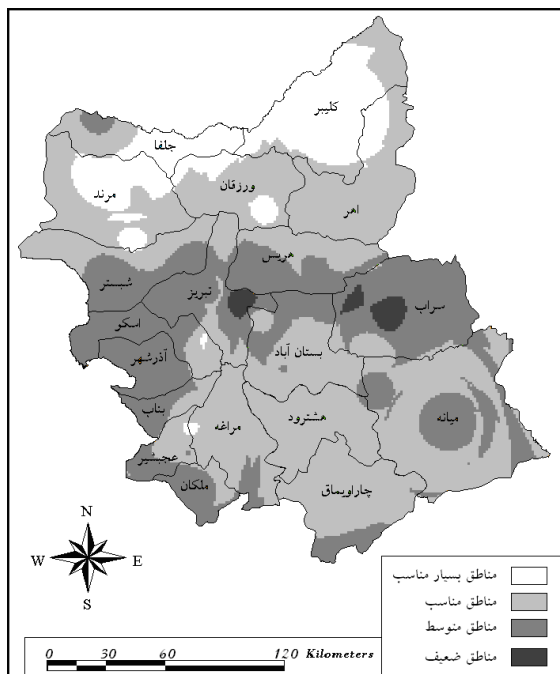 کلیبر
جلفا
مرند
ورزقان
اهر
هریس
شبستر
تبریز
سراب
اسکو
آذرشهر
بستان آباد
بناب
مراغه
هشترود
میانه
عجبشیر
ملکان
چاراویماق
N
W E
S
مناطق بسیار مناسب
مناطق مناسب
مناطق متوسط
مناطق ضعیف
0 30 60 120 Kilometers